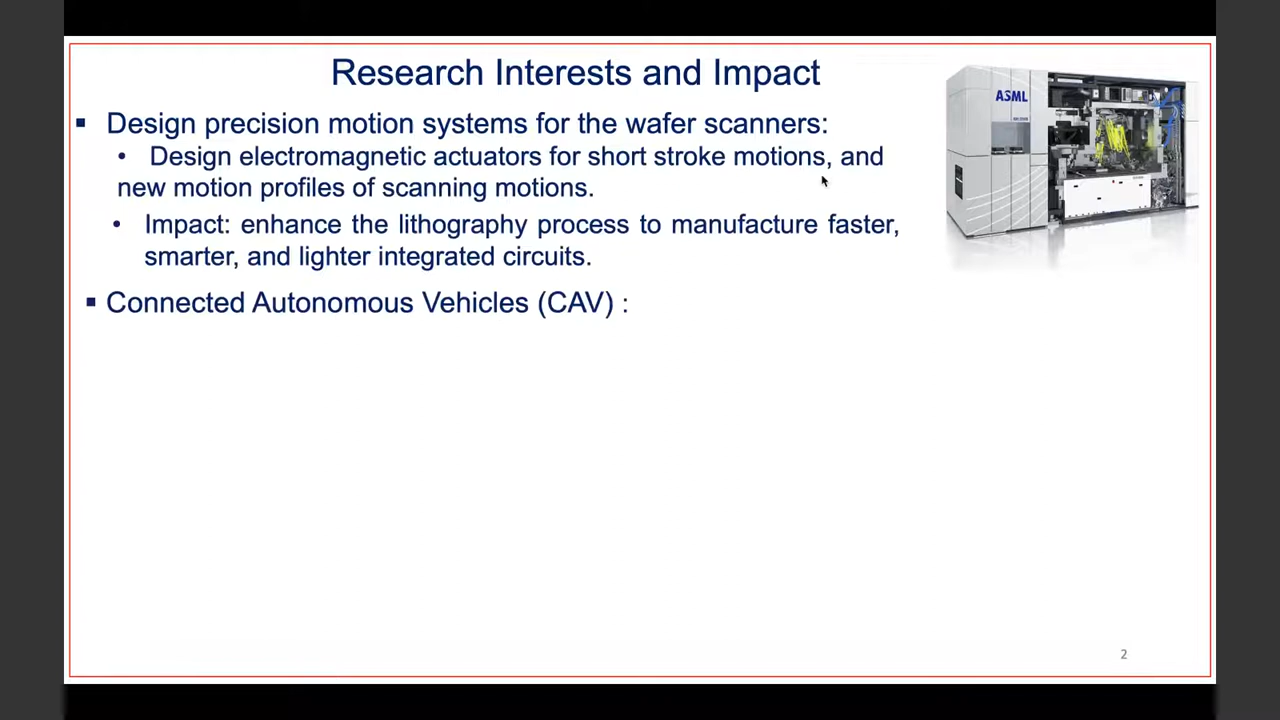 Research Interests and Impact
ASML
▪ Design precision motion systems for the wafer scanners:
• Design electromagnetic actuators for short stroke motions, and
new motion profiles of scanning motions.
• Impact: enhance the lithography process to manufacture faster,
smarter, and lighter integrated circuits.
▪ Connected Autonomous Vehicles (CAV) :
2